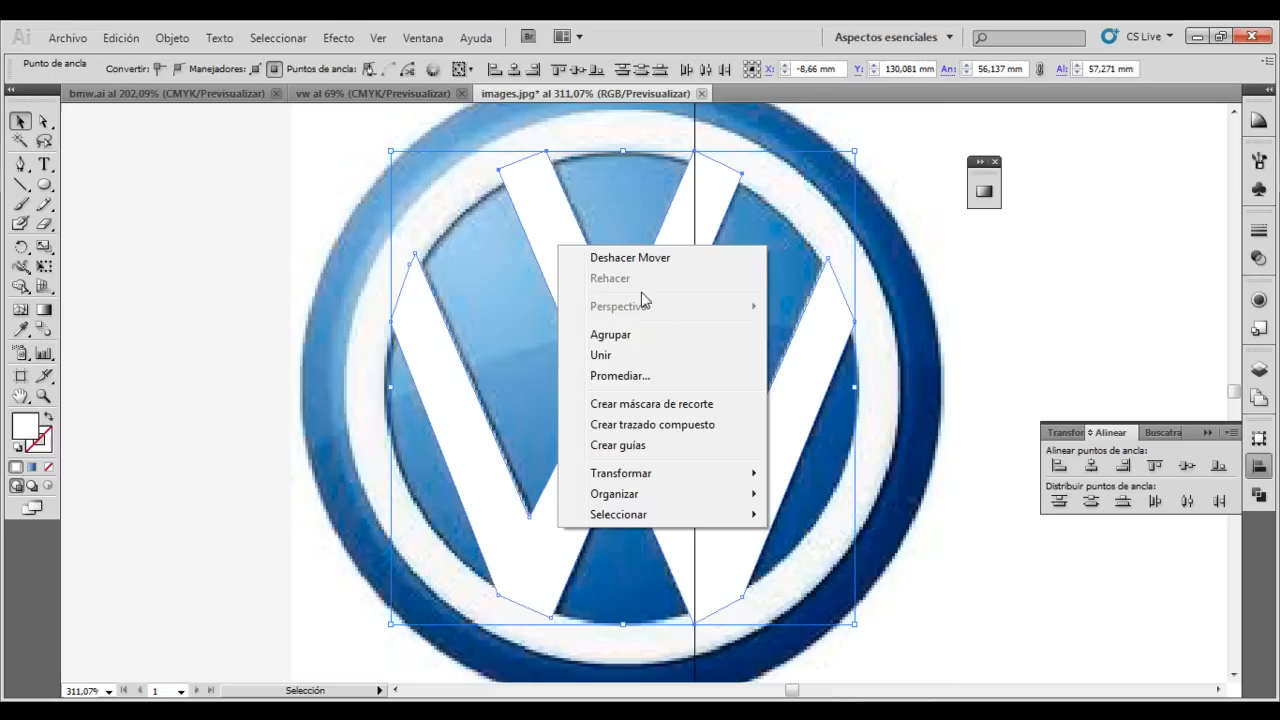 Ai Archivo Edición Objeto Texto Seleccionar Efecto Ver Ventana Ayuda Br Aspectos esenciales CS Live
Punto de ancla Convertir: Manejadores: Puntos de ancla: X: -8,66 mm Y: 130,081 mm An: 56,137 mm Al: 57,271 mm
bmw.ai al 202,09% (CMYK/Previsualizar) vw al 69% (CMYK/Previsualizar) images.jpg* al 311,07% (RGB/Previsualizar)
Deshacer Mover
Rehacer
Perspectiva
Agrupar
Unir
Promediar...
Crear máscara de recorte
Crear trazado compuesto
Crear guías
Transformar
Organizar
Seleccionar
Transfor Alinear Buscatra
Alinear puntos de ancla:
Distribuir puntos de ancla:
311,07% 1 Selección